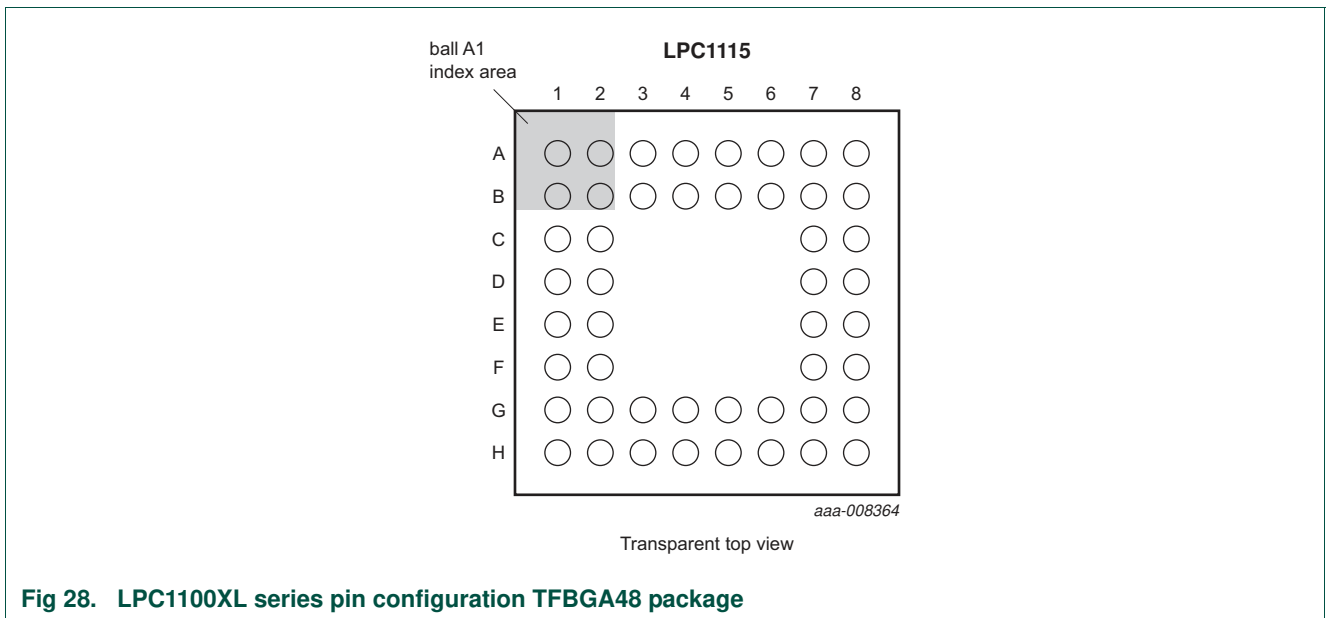 ball A1
index area
LPC1115
1 2 3 4 5 6 7 8
A
B
C
D
E
F
G
H
aaa-008364
Transparent top view
Fig 28. LPC1100XL series pin configuration TFBGA48 package